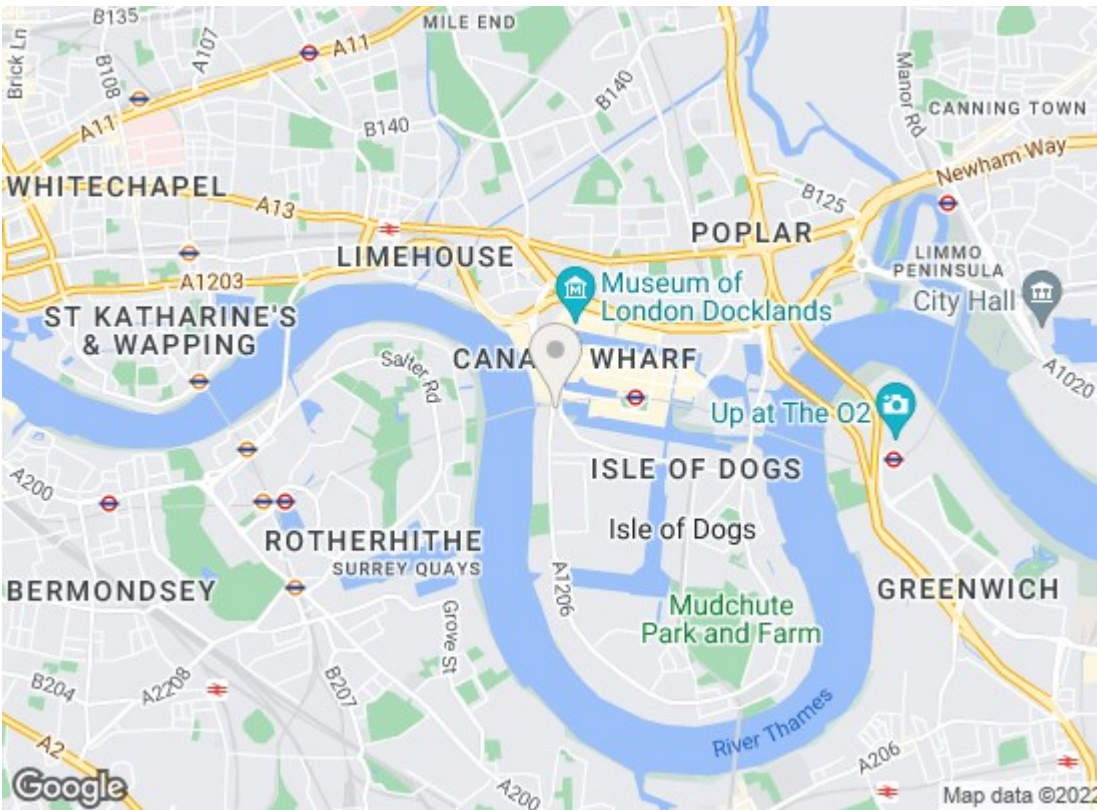 B135
MILE END
A107
A11
Brick Ln
B108
B140
Manor Rd
CANNING TOWN
A11
B140
Newham Way
WHITECHAPEL
A13
B125
POPLAR
LIMEHOUSE
LIMMO
PENINSULA
A1203
Museum of
London Docklands
City Hall
ST KATHARINE'S
& WAPPING
Salter Rd
CANA WHARF
A1020
Up at The O2
A200
ISLE OF DOGS
Isle of Dogs
ROTHERHITHE
SURREY QUAYS
A1206
BERMONDSEY
GREENWICH
Grove St
Mudchute
Park and Farm
B204
A2208
B207
River Thames
A2
A206
Google
A200
Map data ©2022